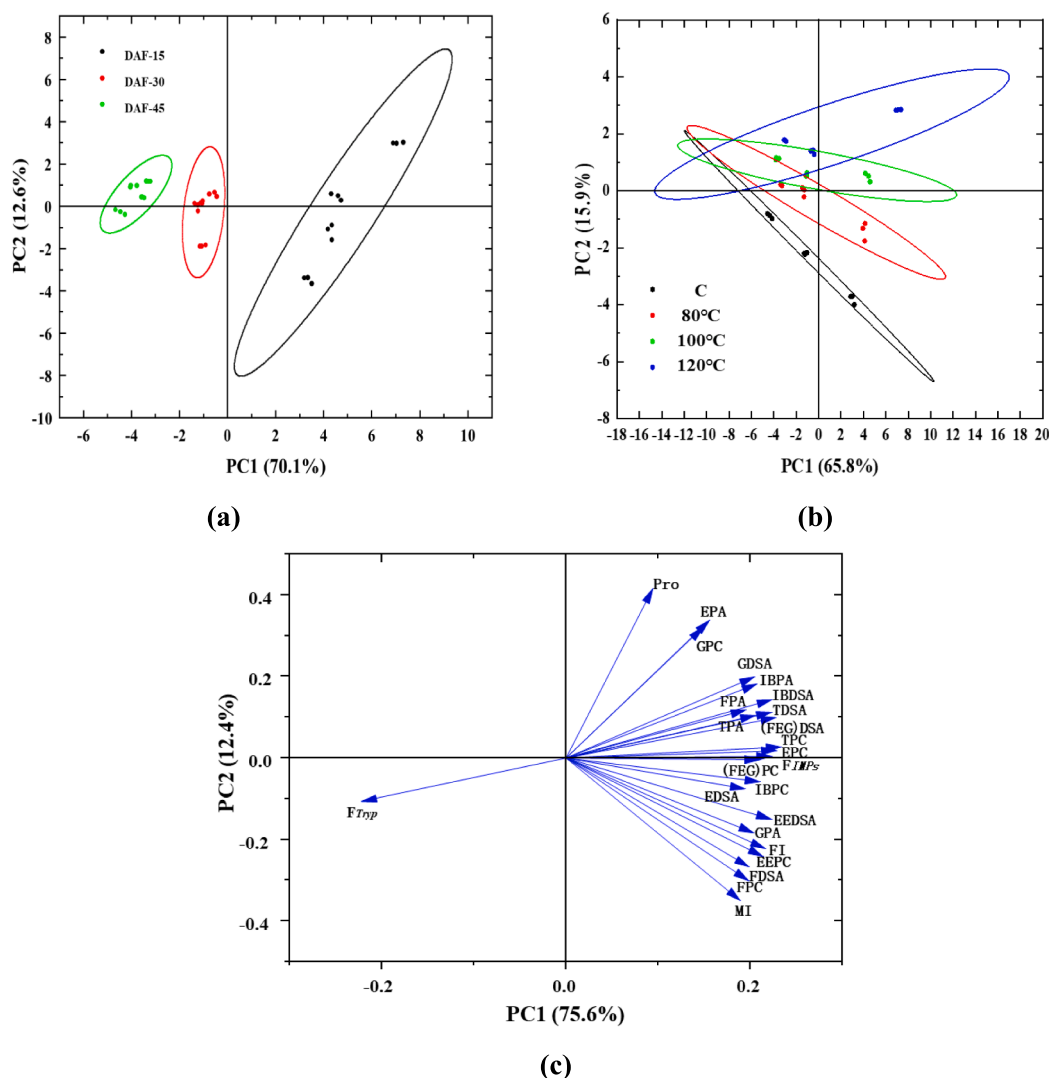 8
6
4
2
0
-2
-4
-6
-8
-10
PC2 (12.6%)
DAF-15
DAF-30
DAF-45
-6 -4 -2 0 2 4 6 8 10
PC1 (70.1%)
(a)
6
4
2
0
-2
-4
-6
-8
PC2 (15.9%)
C
80°C
100°C
120°C
-18 -16 -14 -12 -10 -8 -6 -4 -2 0 2 4 6 8 10 12 14 16 18 20
PC1 (65.8%)
(b)
0.4
0.2
0.0
-0.2
-0.4
PC2 (12.4%)
Pro
EPA
GPC
GDSA
IBPA
IBDSA
FPA
TDSA
TPA
(FEG)DSA
TPC
EPC
FIMPs
(FEG)PC
IBPC
EDSA
FTryp
EEDSA
GPA
FI
EEPC
FDSA
FPC
MI
-0.2 0.0 0.2
PC1 (75.6%)
(c)